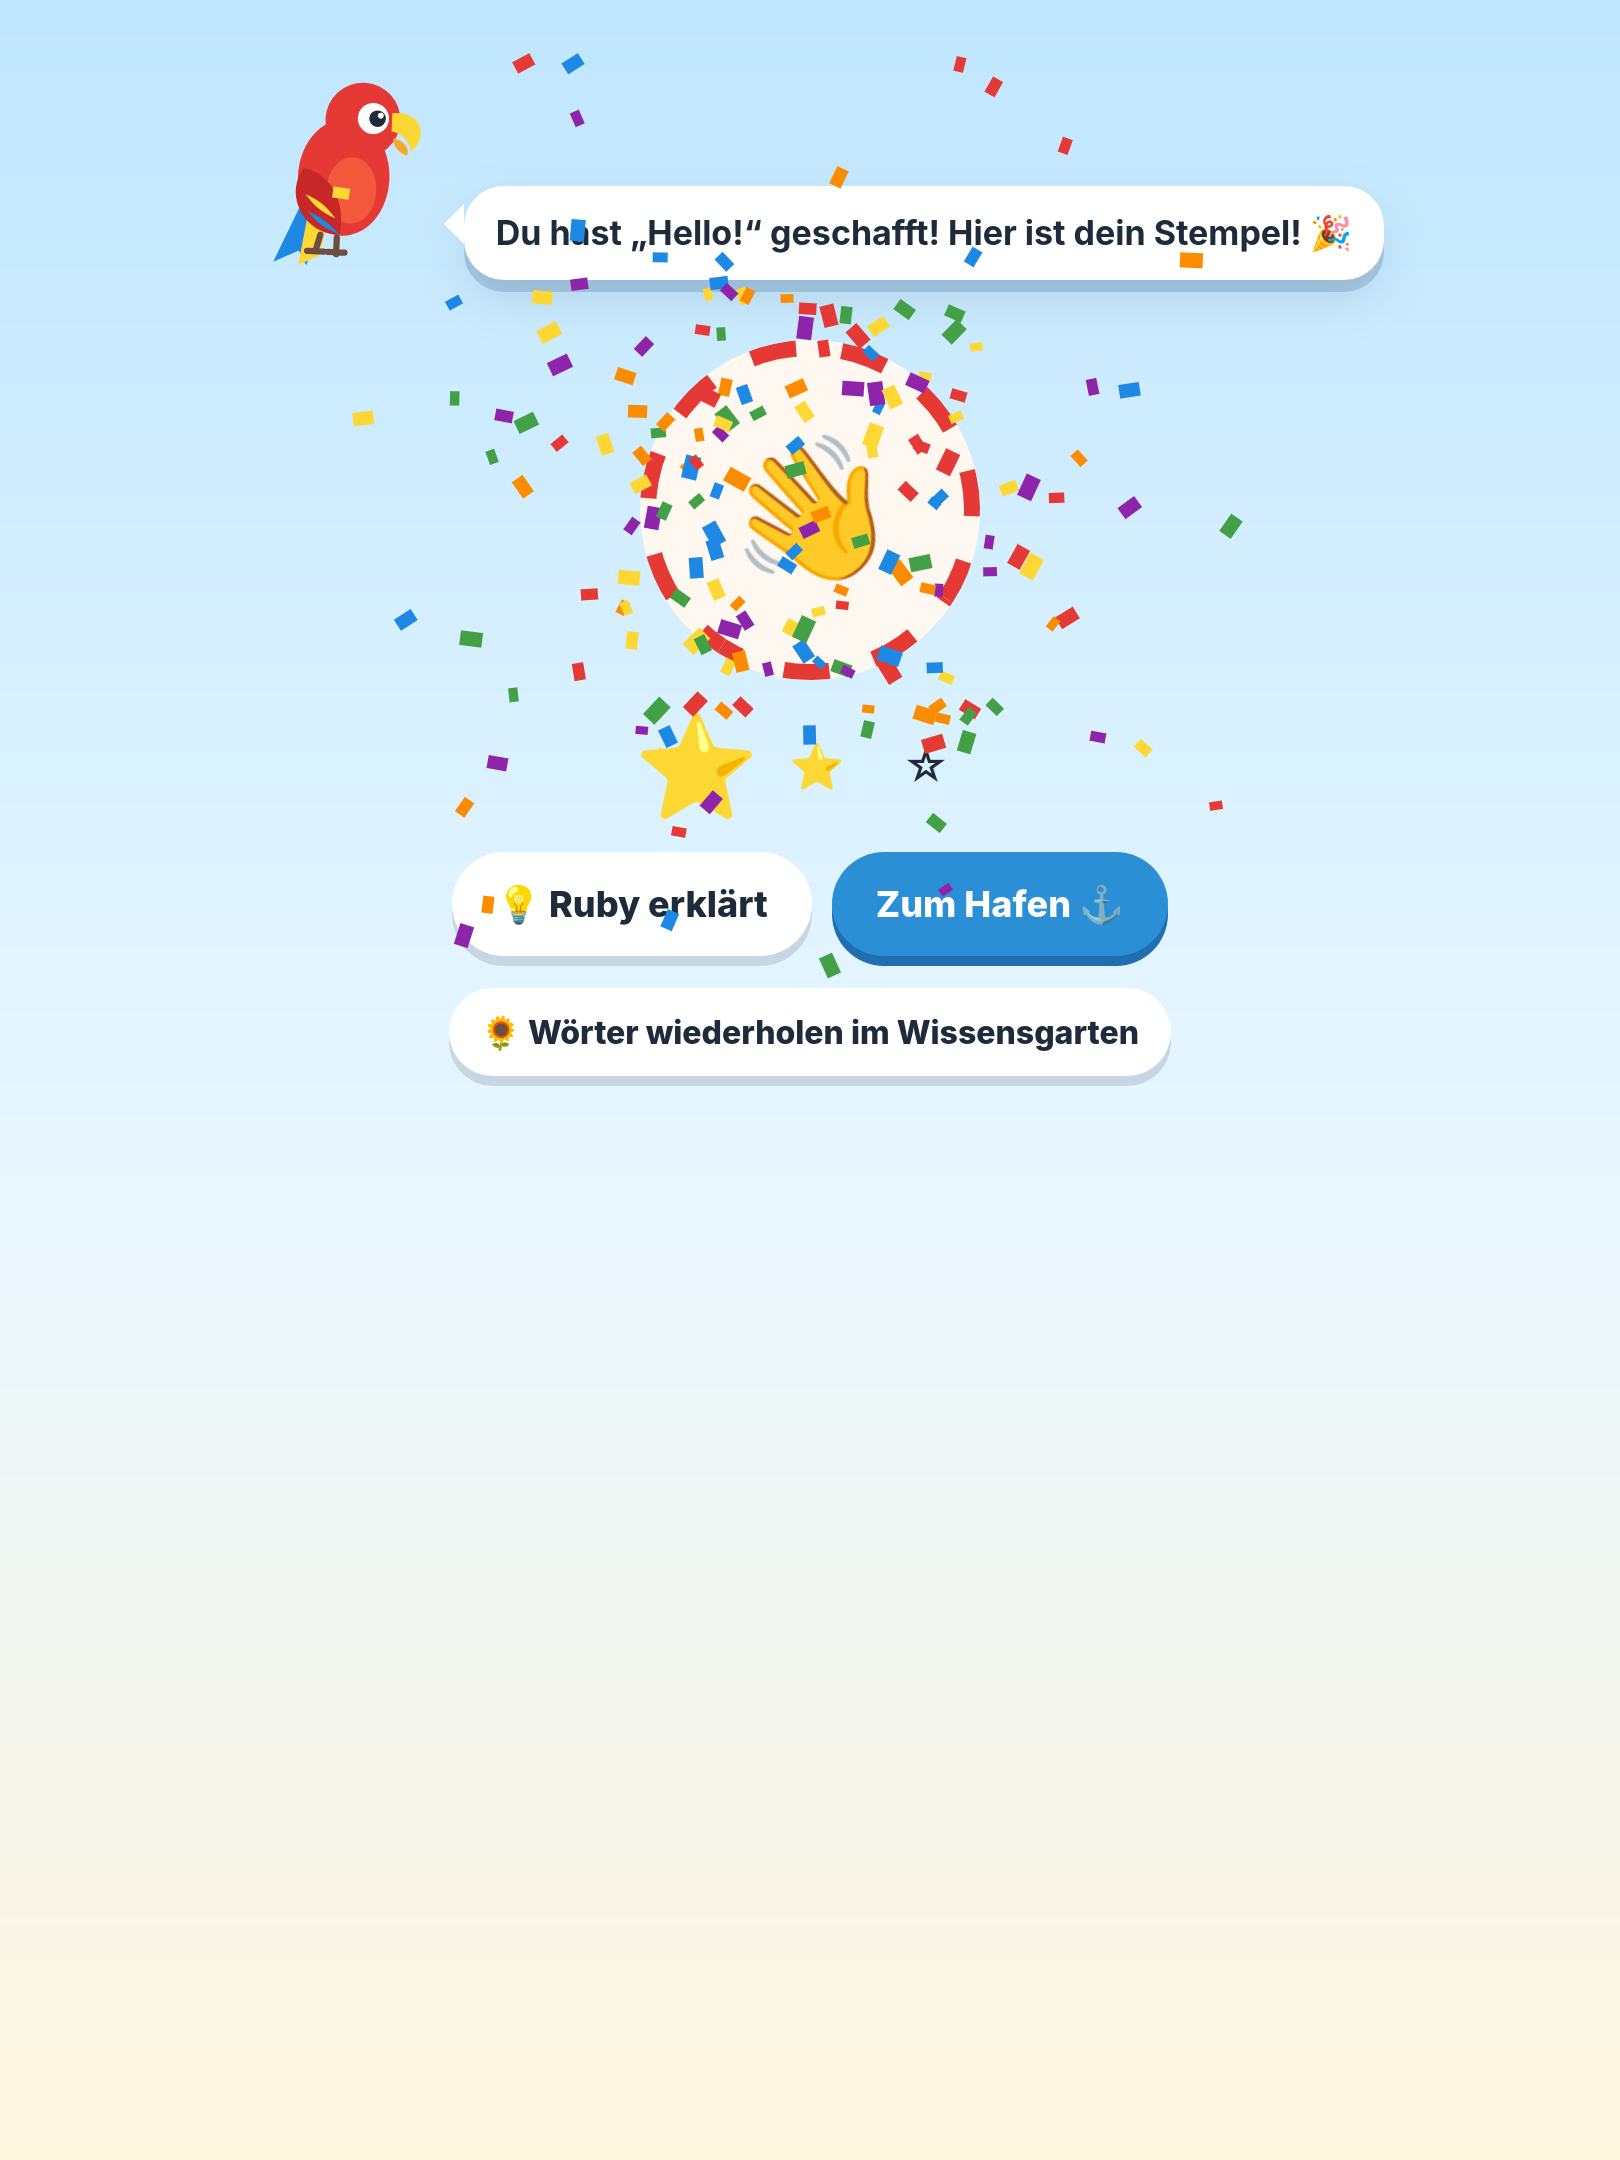 Du hast „Hello!“ geschafft! Hier ist dein Stempel! 🎉
💡 Ruby erklärt
Zum Hafen ⚓
🌻 Wörter wiederholen im Wissensgarten